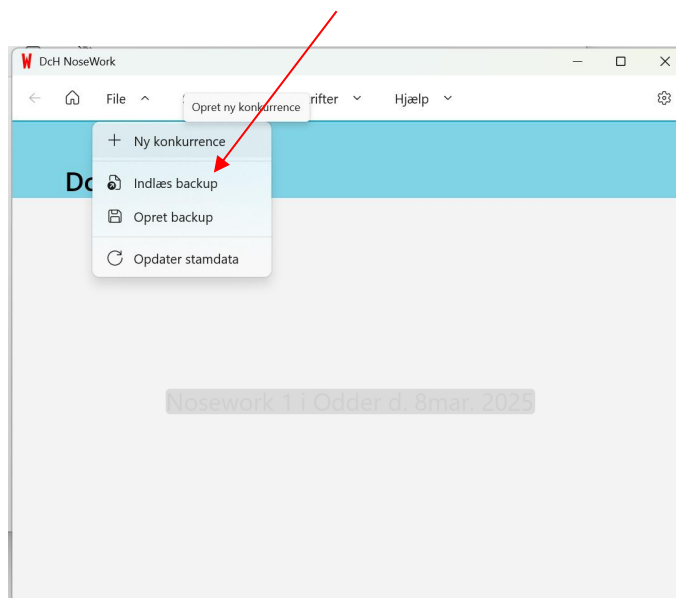 DcH NoseWork
File
rifter
Hjælp
Opret ny konkurrence
Ny konkurrence
Dc
Indlæs backup
Opret backup
Opdater stamdata
Nosework 1 i Odder d. 8mar. 2025